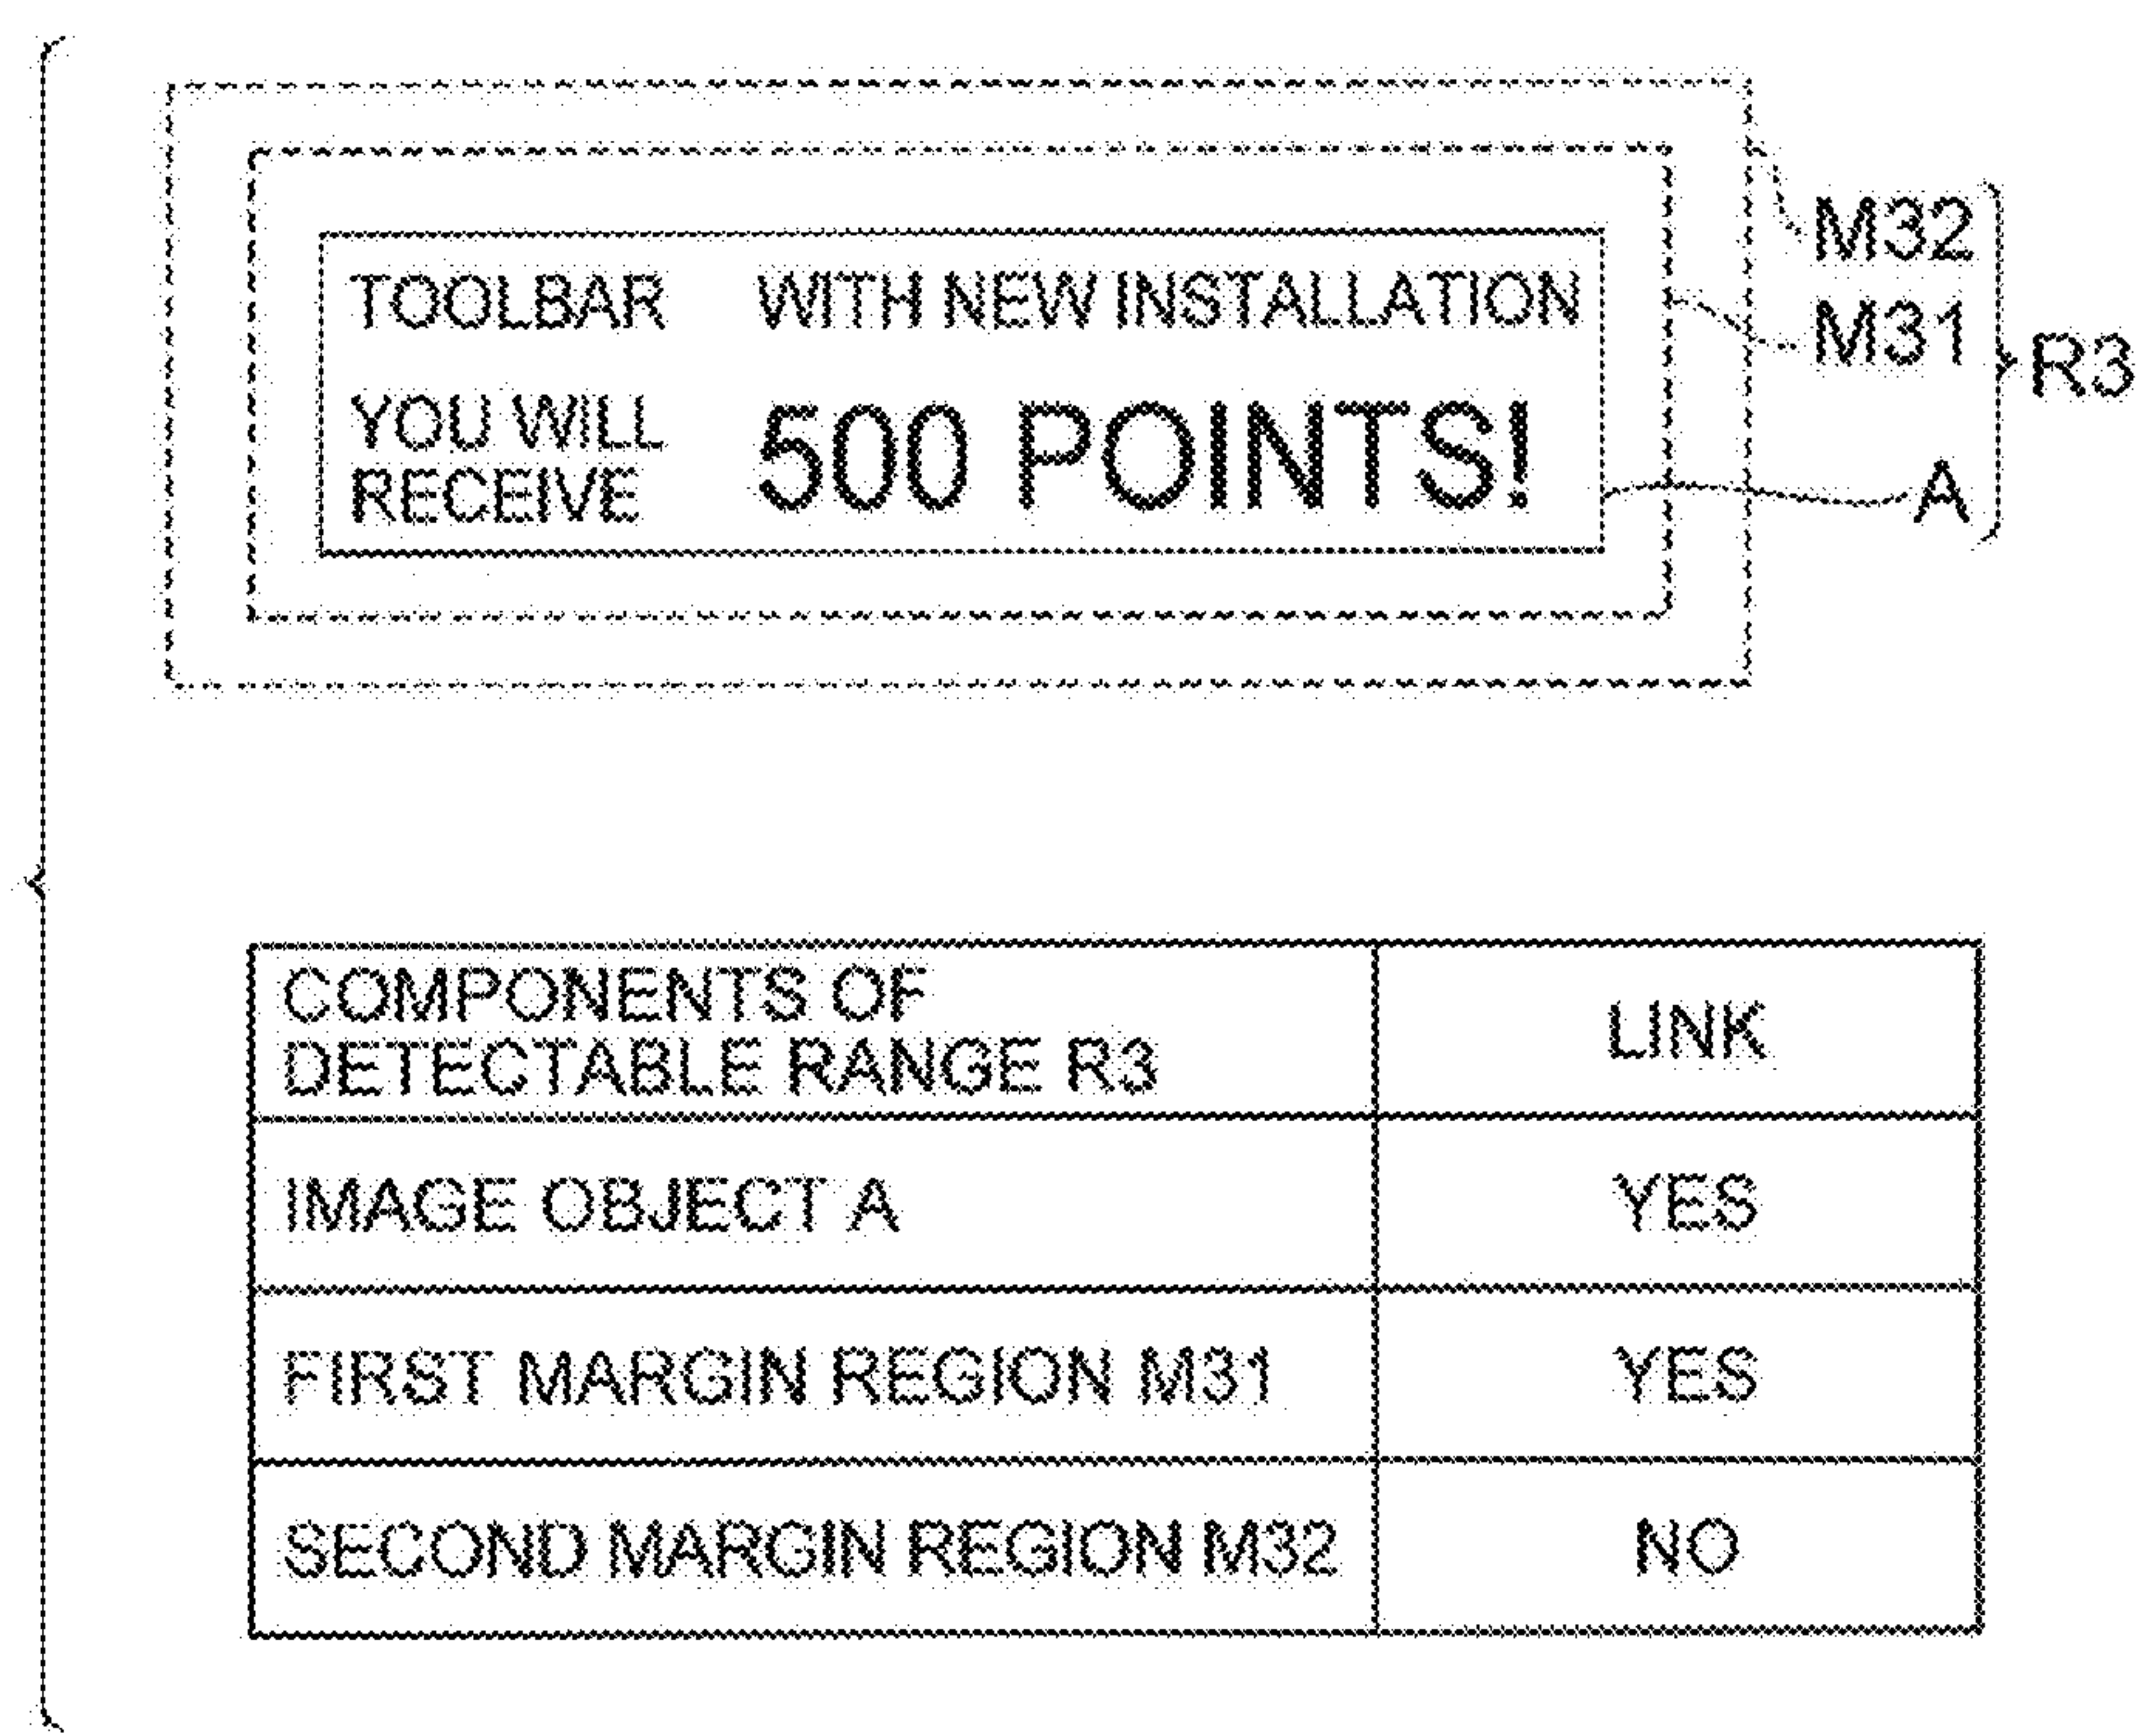 TOOLBAR WITH NEW INSTALLATION
YOU WILL
RECEIVE
500 POINTS!
M32
M31
A
R3
COMPONENTS OF
DETECTABLE RANGE R3
LINK
IMAGE OBJECT A
YES
FIRST MARGIN REGION M31
YES
SECOND MARGIN REGION M32
NO